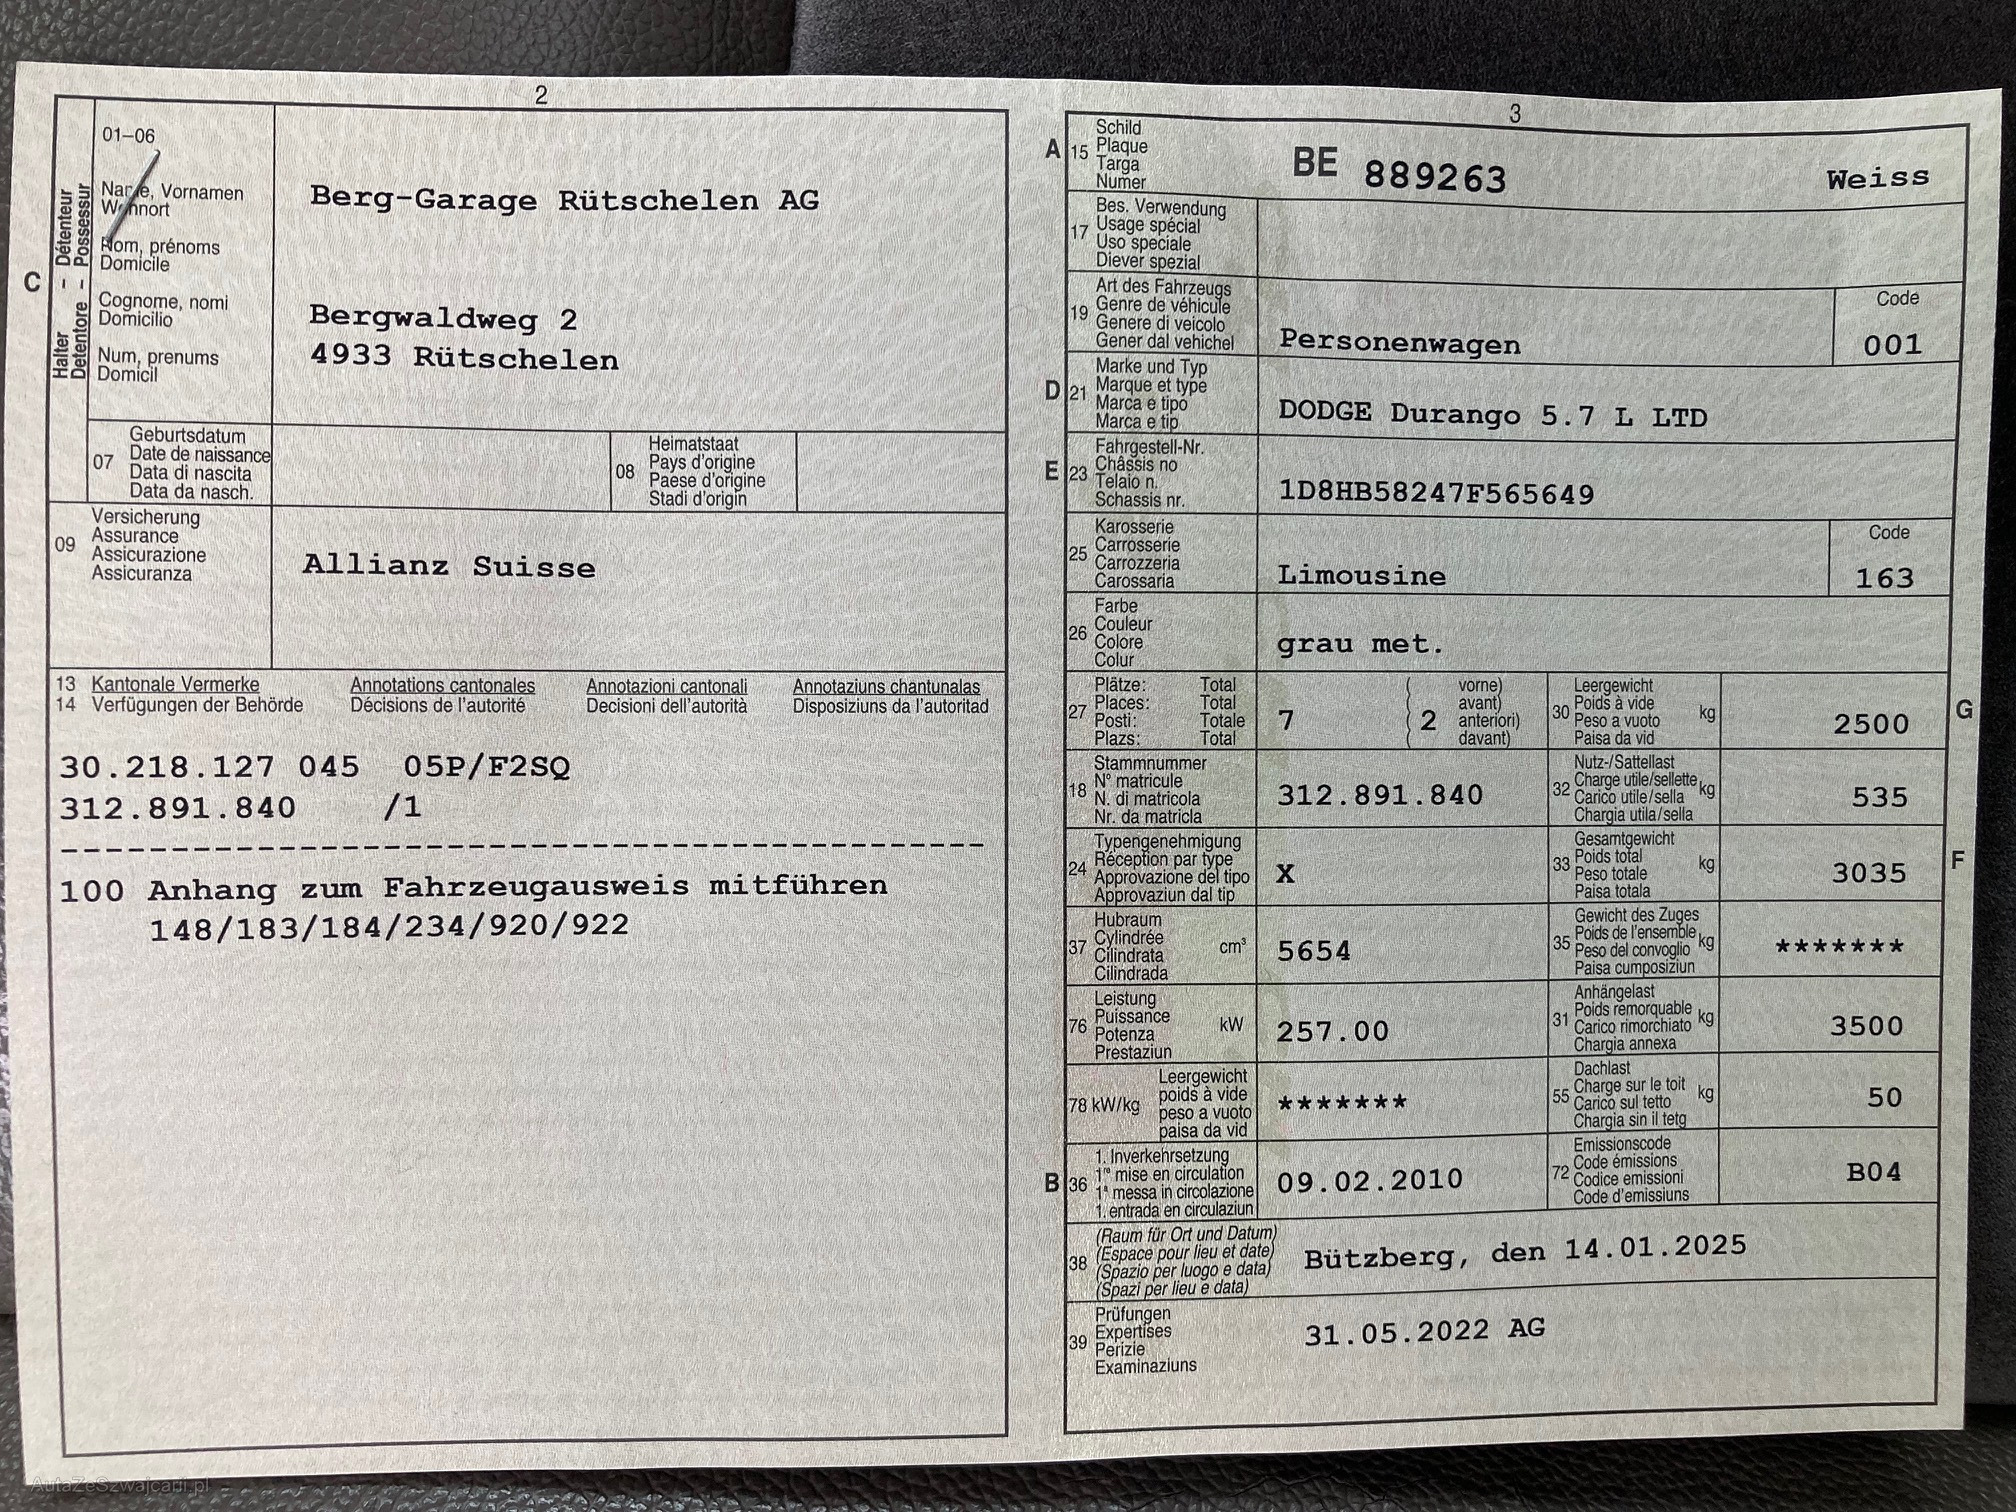 2
01–06
Name, Vornamen
Wohnort
Nom, prénoms
Domicile
Cognome, nomi
Domicilio
Num, prenums
Domicil
C
Halter – Détenteur
Detentore – Possessur
Berg-Garage Rütschelen AG
Bergwaldweg 2
4933 Rütschelen
07
Geburtsdatum
Date de naissance
Data di nascita
Data da nasch.
08
Heimatstaat
Pays d'origine
Paese d'origine
Stadi d'origin
09
Versicherung
Assurance
Assicurazione
Assicuranza
Allianz Suisse
13 Kantonale Vermerke Annotations cantonales Annotazioni cantonali Annotaziuns chantunalas
14 Verfügungen der Behörde Décisions de l'autorité Decisioni dell'autorità Disposiziuns da l'autoritad
30.218.127 045 05P/F2SQ
312.891.840 /1
----------------------------------------
100 Anhang zum Fahrzeugausweis mitführen
148/183/184/234/920/922
3
A 15
Schild
Plaque
Targa
Numer
BE 889263 Weiss
17
Bes. Verwendung
Usage spécial
Uso speciale
Diever spezial
19
Art des Fahrzeugs
Genre de véhicule
Genere di veicolo
Gener dal vehichel
Personenwagen
Code
001
D 21
Marke und Typ
Marque et type
Marca e tipo
Marca e tip
DODGE Durango 5.7 L LTD
E 23
Fahrgestell-Nr.
Châssis no
Telaio n.
Schassis nr.
1D8HB58247F565649
25
Karosserie
Carrosserie
Carrozzeria
Carossaria
Limousine
Code
163
26
Farbe
Couleur
Colore
Colur
grau met.
27
Plätze: Total
Places: Total
Posti: Totale
Plazs: Total
7
( vorne)
( avant)
( 2 anteriori)
( davant)
30
Leergewicht
Poids à vide
Peso a vuoto
Paisa da vid
kg
2500
G
18
Stammnummer
N° matricule
N. di matricola
Nr. da matricla
312.891.840
32
Nutz-/Sattellast
Charge utile/sellette
Carico utile/sella
Chargia utila/sella
kg
535
24
Typengenehmigung
Réception par type
Approvazione del tipo
Approvaziun dal tip
X
33
Gesamtgewicht
Poids total
Peso totale
Paisa totala
kg
3035
F
37
Hubraum
Cylindrée
Cilindrata
Cilindrada
cm³
5654
35
Gewicht des Zuges
Poids de l'ensemble
Peso del convoglio
Paisa cumposiziun
kg
*******
76
Leistung
Puissance
Potenza
Prestaziun
kW
257.00
31
Anhängelast
Poids remorquable
Carico rimorchiato
Chargia annexa
kg
3500
78 kW/kg
Leergewicht
poids à vide
peso a vuoto
paisa da vid
*******
55
Dachlast
Charge sur le toit
Carico sul tetto
Chargia sin il tetg
kg
50
B 36
1. Inverkehrsetzung
1re mise en circulation
1a messa in circolazione
1. entrada en circulaziun
09.02.2010
72
Emissionscode
Code émissions
Codice emissioni
Code d'emissiuns
B04
38
(Raum für Ort und Datum)
(Espace pour lieu et date)
(Spazio per luogo e data)
(Spazi per lieu e data)
Bützberg, den 14.01.2025
39
Prüfungen
Expertises
Perizie
Examinaziuns
31.05.2022 AG
AutaZeSzwajcarii.pl